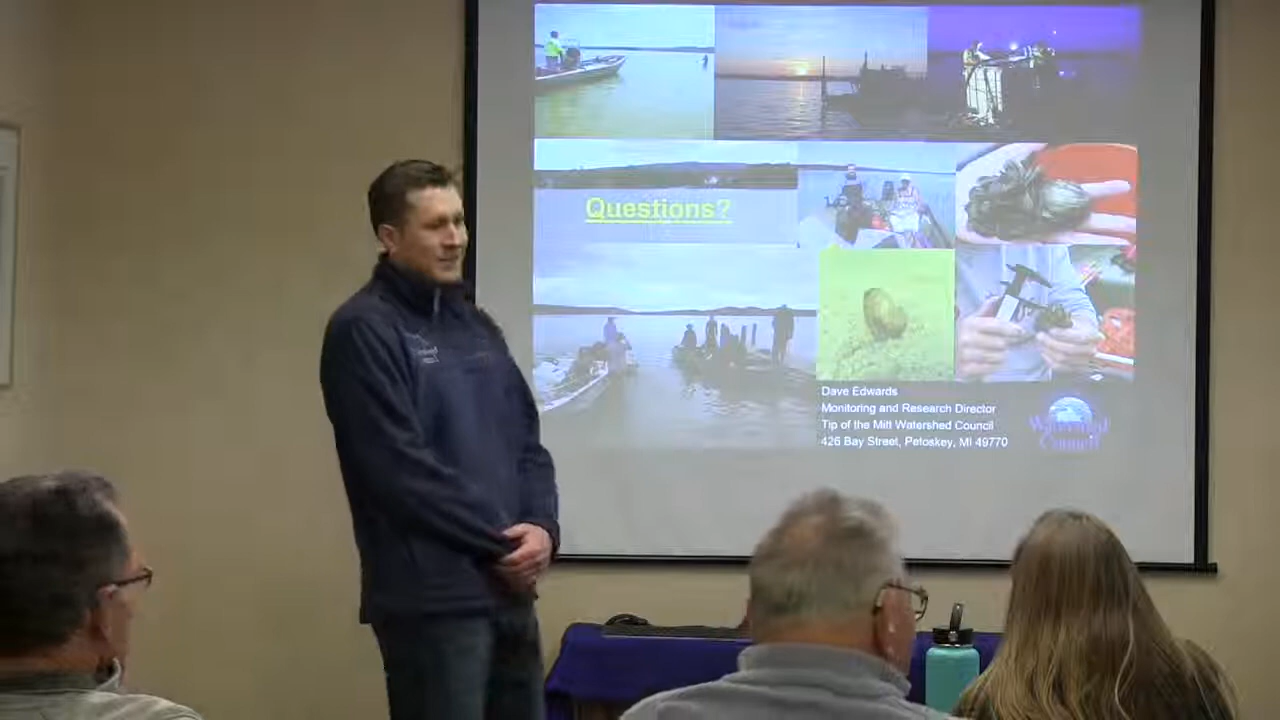 Questions?
Dave Edwards
Monitoring and Research Director
Tip of the Mitt Watershed Council
426 Bay Street, Petoskey, MI 49770
Watershed
Council